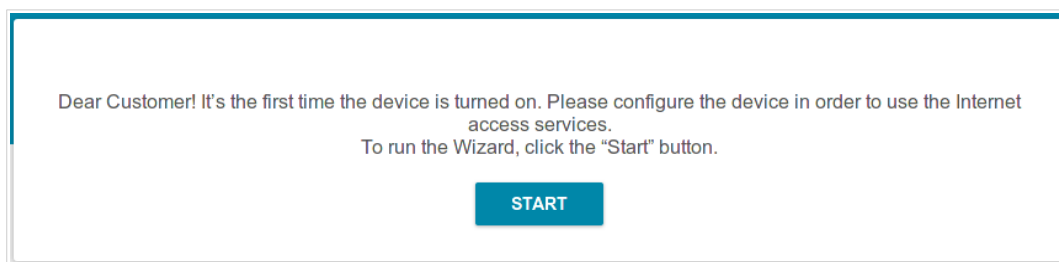 Dear Customer! It’s the first time the device is turned on. Please configure the device in order to use the Internet
access services.
To run the Wizard, click the “Start” button.
START